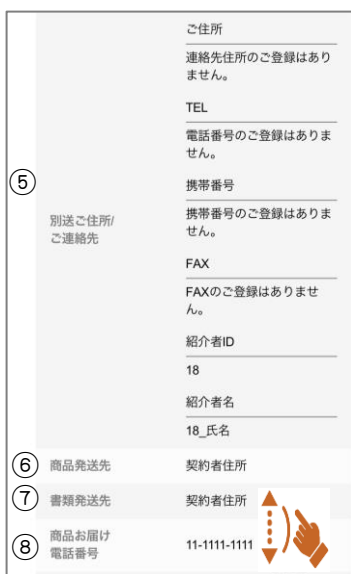 ご住所
連絡先住所のご登録はあり
ません。
TEL
電話番号のご登録はありま
せん。
⑤
携帯番号
別送ご住所/
ご連絡先
携帯番号のご登録はありま
せん。
FAX
FAXのご登録はありませ
ん。
紹介者ID
18
紹介者名
18_氏名
⑥ 商品発送先 契約者住所
⑦ 書類発送先 契約者住所
⑧ 商品お届け
電話番号
11-1111-1111